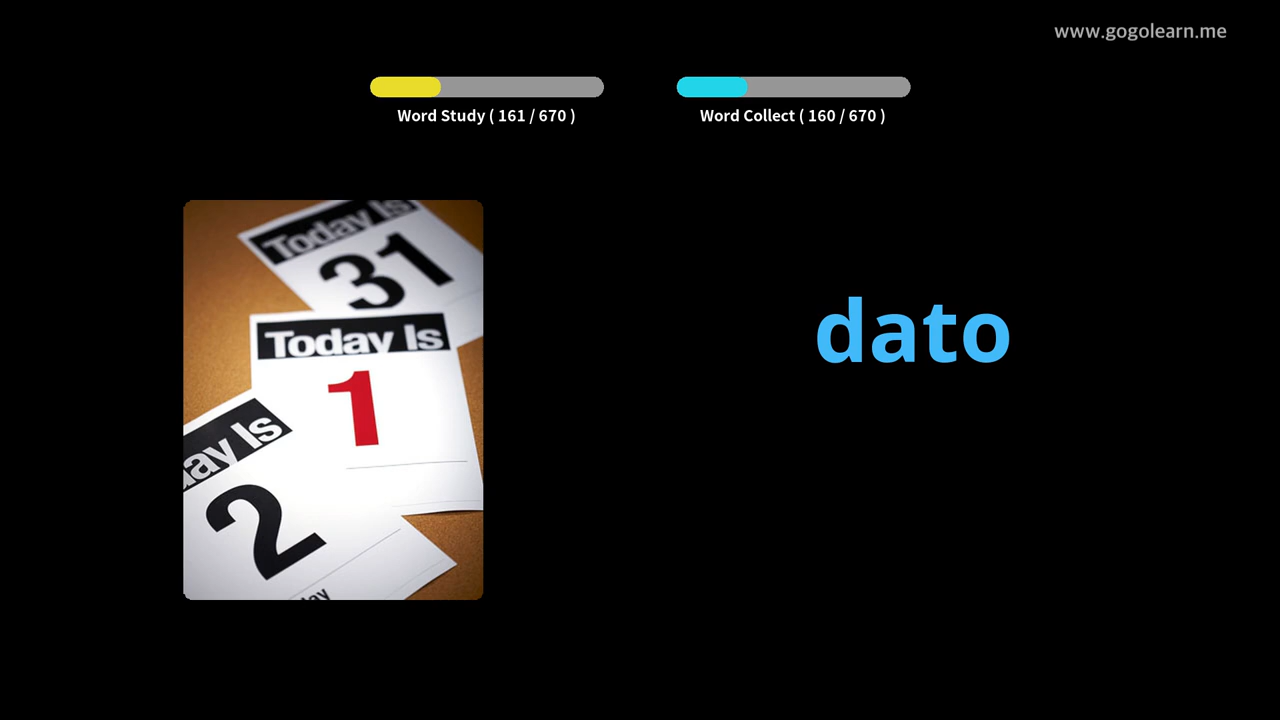 www.gogolearn.me
Word Study ( 161 / 670 )
Word Collect ( 160 / 670 )
Today Is
31
Today Is
1
ay Is
2
ay
dato